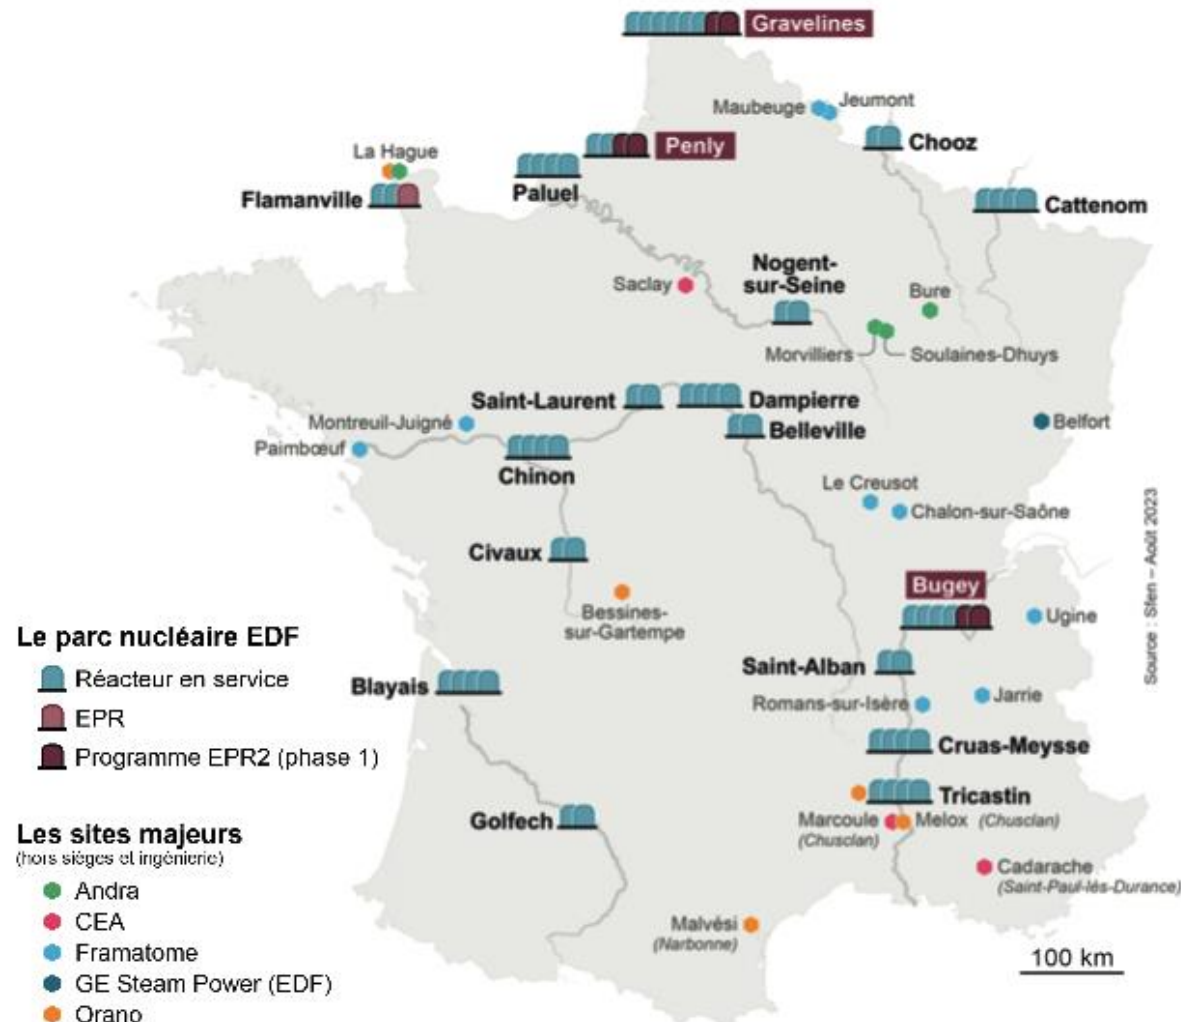 Gravelines
Maubeuge
Jeumont
Chooz
Penly
La Hague
Paluel
Flamanville
Cattenom
Nogent-
sur-Seine
Saclay
Bure
Morvilliers
Soulaines-Dhuys
Saint-Laurent
Dampierre
Montreuil-Juigné
Belleville
Belfort
Paimbœuf
Chinon
Le Creusot
Chalon-sur-Saône
Civaux
Bugey
Bessines-
sur-Gartempe
Ugine
Saint-Alban
Blayais
Romans-sur-Isère
Jarrie
Cruas-Meysse
Tricastin
Golfech
Marcoule
(Chusclan)
Melox (Chusclan)
Cadarache
(Saint-Paul-lés-Durance)
Malvési
(Narbonne)
100 km
Source : Sfen – Août 2023
Le parc nucléaire EDF
Réacteur en service
EPR
Programme EPR2 (phase 1)
Les sites majeurs
(hors sièges et ingénierie)
Andra
CEA
Framatome
GE Steam Power (EDF)
Orano